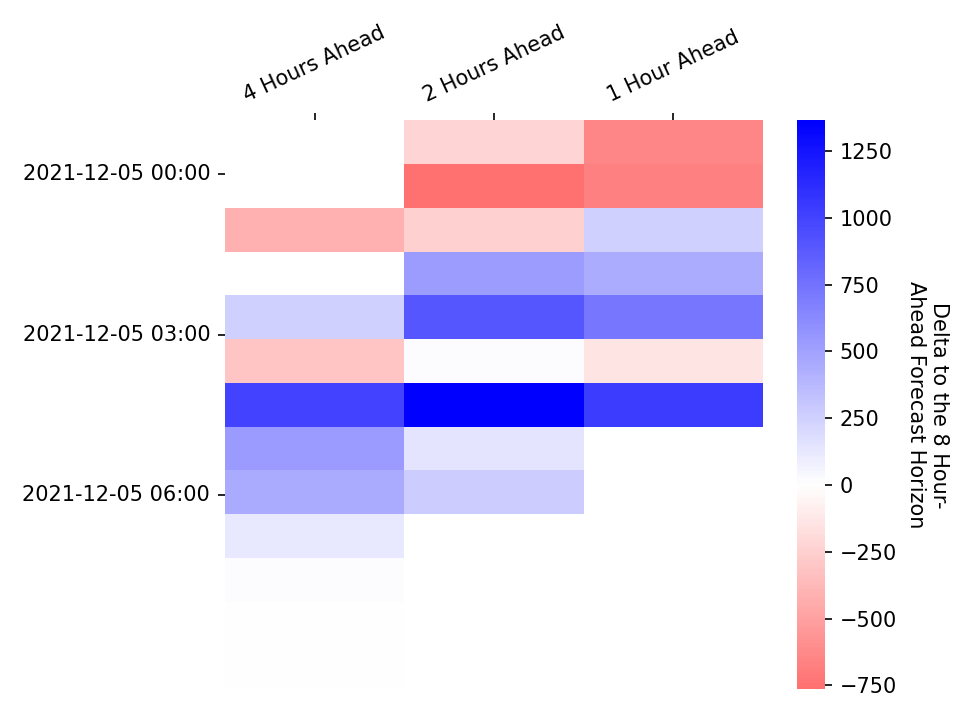 4 Hours Ahead
2 Hours Ahead
1 Hour Ahead
2021-12-05 00:00
2021-12-05 03:00
2021-12-05 06:00
1250
1000
750
500
250
0
−250
−500
−750
Delta to the 8 Hour-
Ahead Forecast Horizon